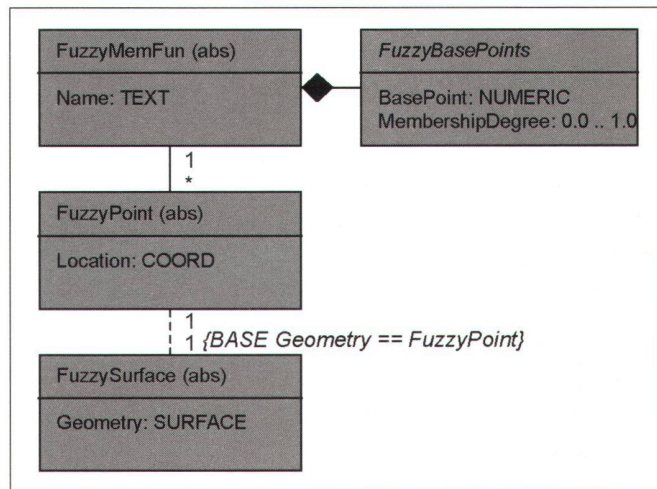 FuzzyMemFun (abs)
Name: TEXT
FuzzyBasePoints
BasePoint: NUMERIC
MembershipDegree: 0.0 .. 1.0
1
*
FuzzyPoint (abs)
Location: COORD
1
1 {BASE Geometry == FuzzyPoint}
FuzzySurface (abs)
Geometry: SURFACE